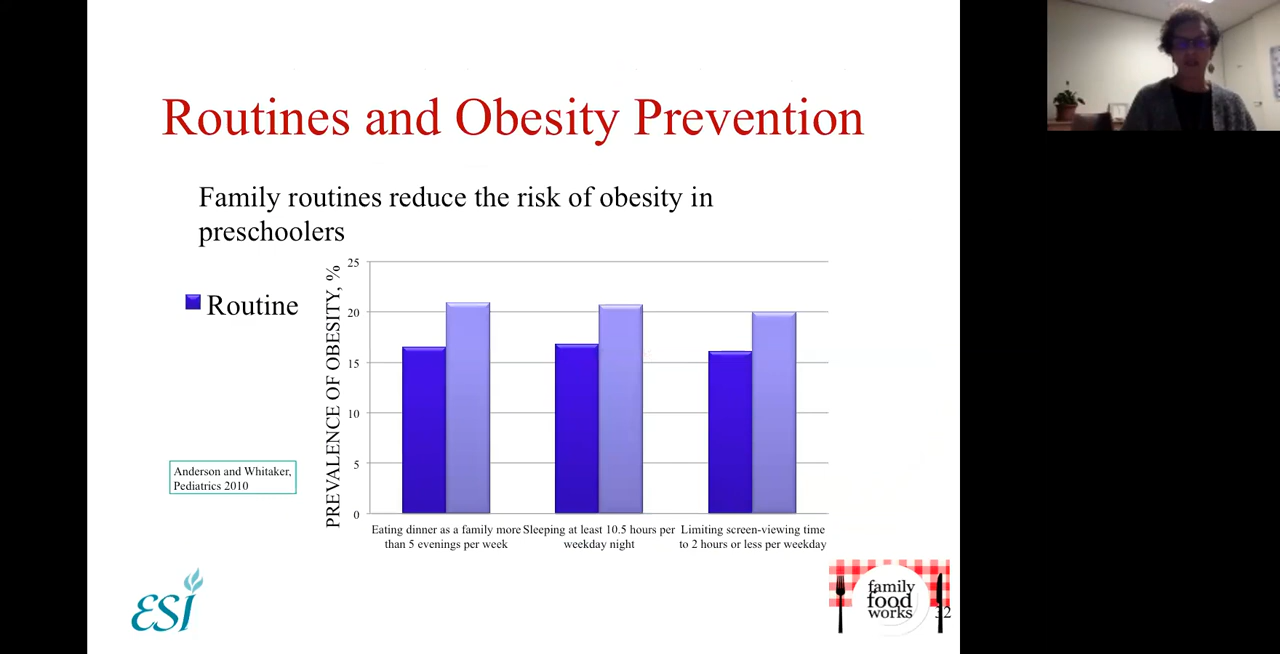 Routines and Obesity Prevention
Family routines reduce the risk of obesity in
preschoolers
Routine
PREVALENCE OF OBESITY, %
25
20
15
10
5
0
Eating dinner as a family more
than 5 evenings per week
Sleeping at least 10.5 hours per
weekday night
Limiting screen-viewing time
to 2 hours or less per weekday
Anderson and Whitaker,
Pediatrics 2010
ESI
family
food
works